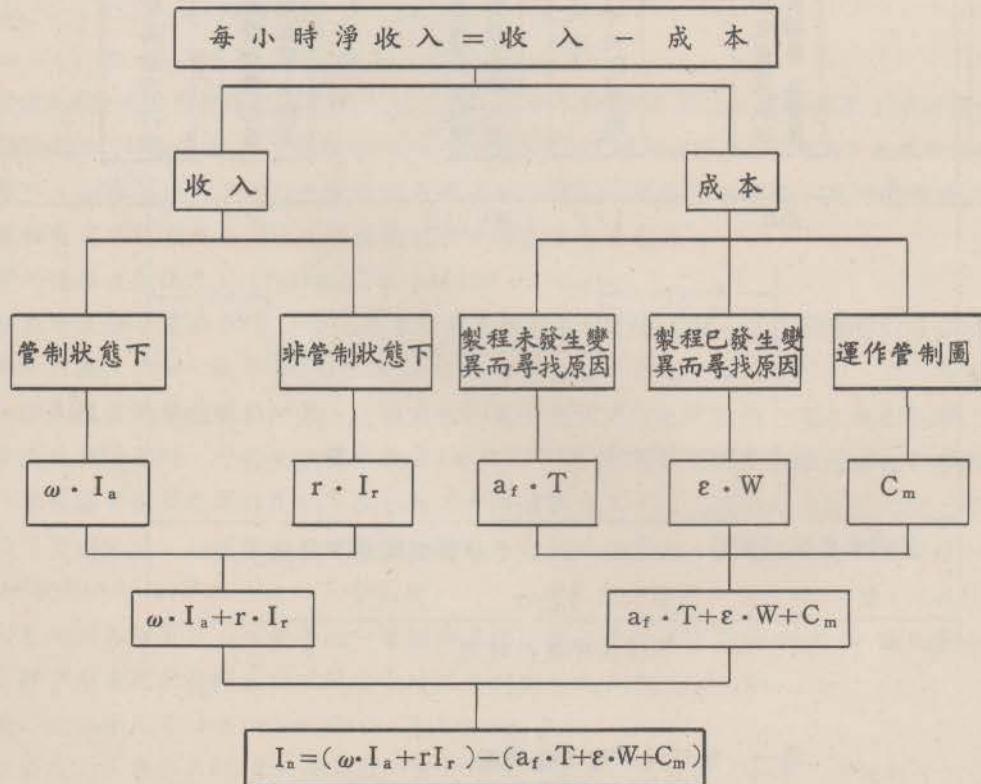 每小時淨收入=收入－成本
收入
成本
管制狀態下
非管制狀態下
製程未發生變
異而尋找原因
製程已發生變
異而尋找原因
運作管制圖
ω·Iₐ
r·Iᵣ
a_f·T
ε·W
Cₘ
ω·Iₐ+r·Iᵣ
a_f·T+ε·W+Cₘ
Iₙ=(ω·Iₐ+rIᵣ)−(a_f·T+ε·W+Cₘ)